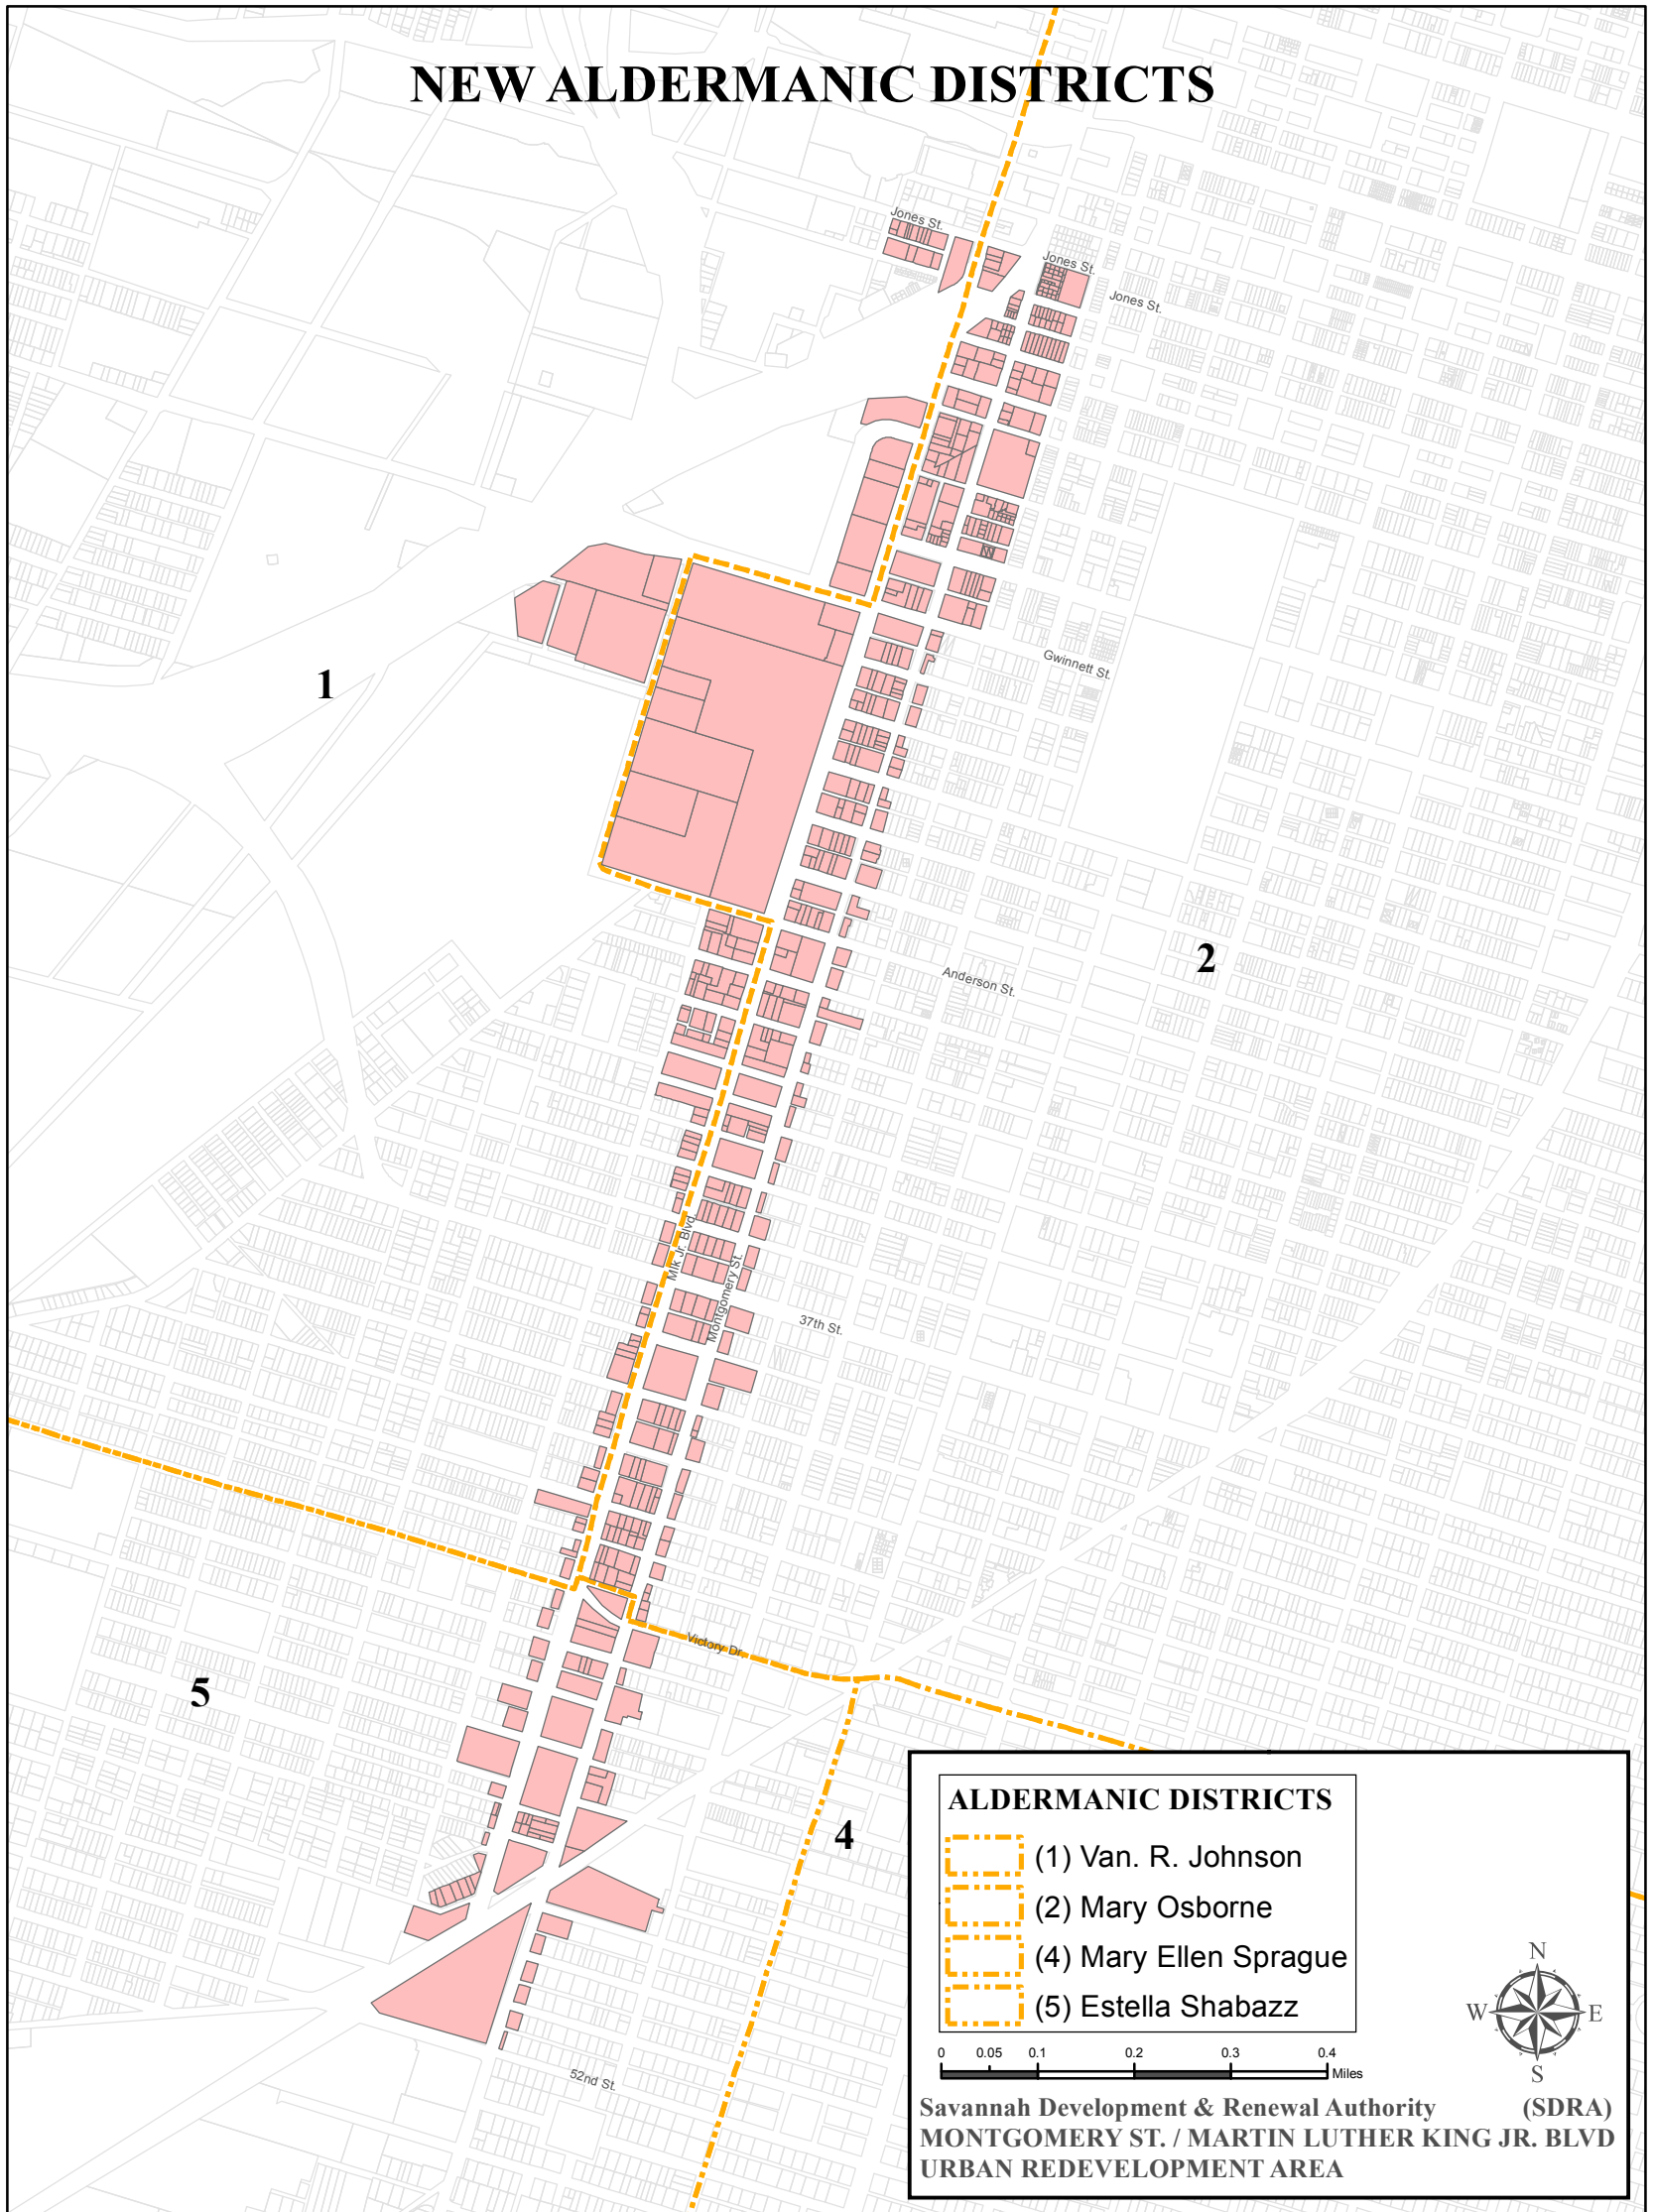 NEW ALDERMANIC DISTRICTS
Jones St.
Jones St.
Jones St.
Gwinnett St.
1
2
Anderson St.
Mlk Jr. Blvd.
Montgomery St.
37th St.
Victory Dr.
5
4
52nd St.
ALDERMANIC DISTRICTS
(1) Van. R. Johnson
(2) Mary Osborne
(4) Mary Ellen Sprague
(5) Estella Shabazz
0 0.05 0.1 0.2 0.3 0.4
Miles
N
W E
S
Savannah Development & Renewal Authority (SDRA)
MONTGOMERY ST. / MARTIN LUTHER KING JR. BLVD
URBAN REDEVELOPMENT AREA